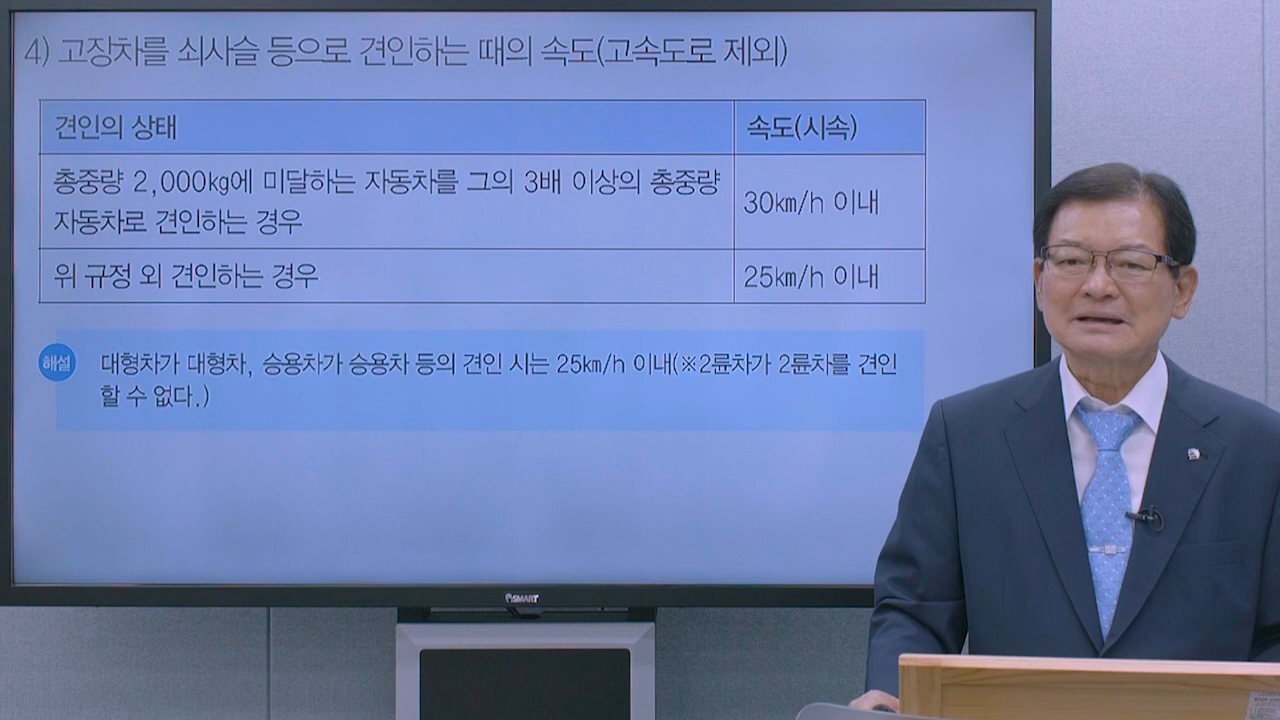 4) 고장차를 쇠사슬 등으로 견인하는 때의 속도(고속도로 제외)
견인의 상태
속도(시속)
총중량 2,000㎏에 미달하는 자동차를 그의 3배 이상의 총중량
자동차로 견인하는 경우
30㎞/h 이내
위 규정 외 견인하는 경우
25㎞/h 이내
해설
대형차가 대형차, 승용차가 승용차 등의 견인 시는 25㎞/h 이내(※2륜차가 2륜차를 견인
할 수 없다.)
SMART